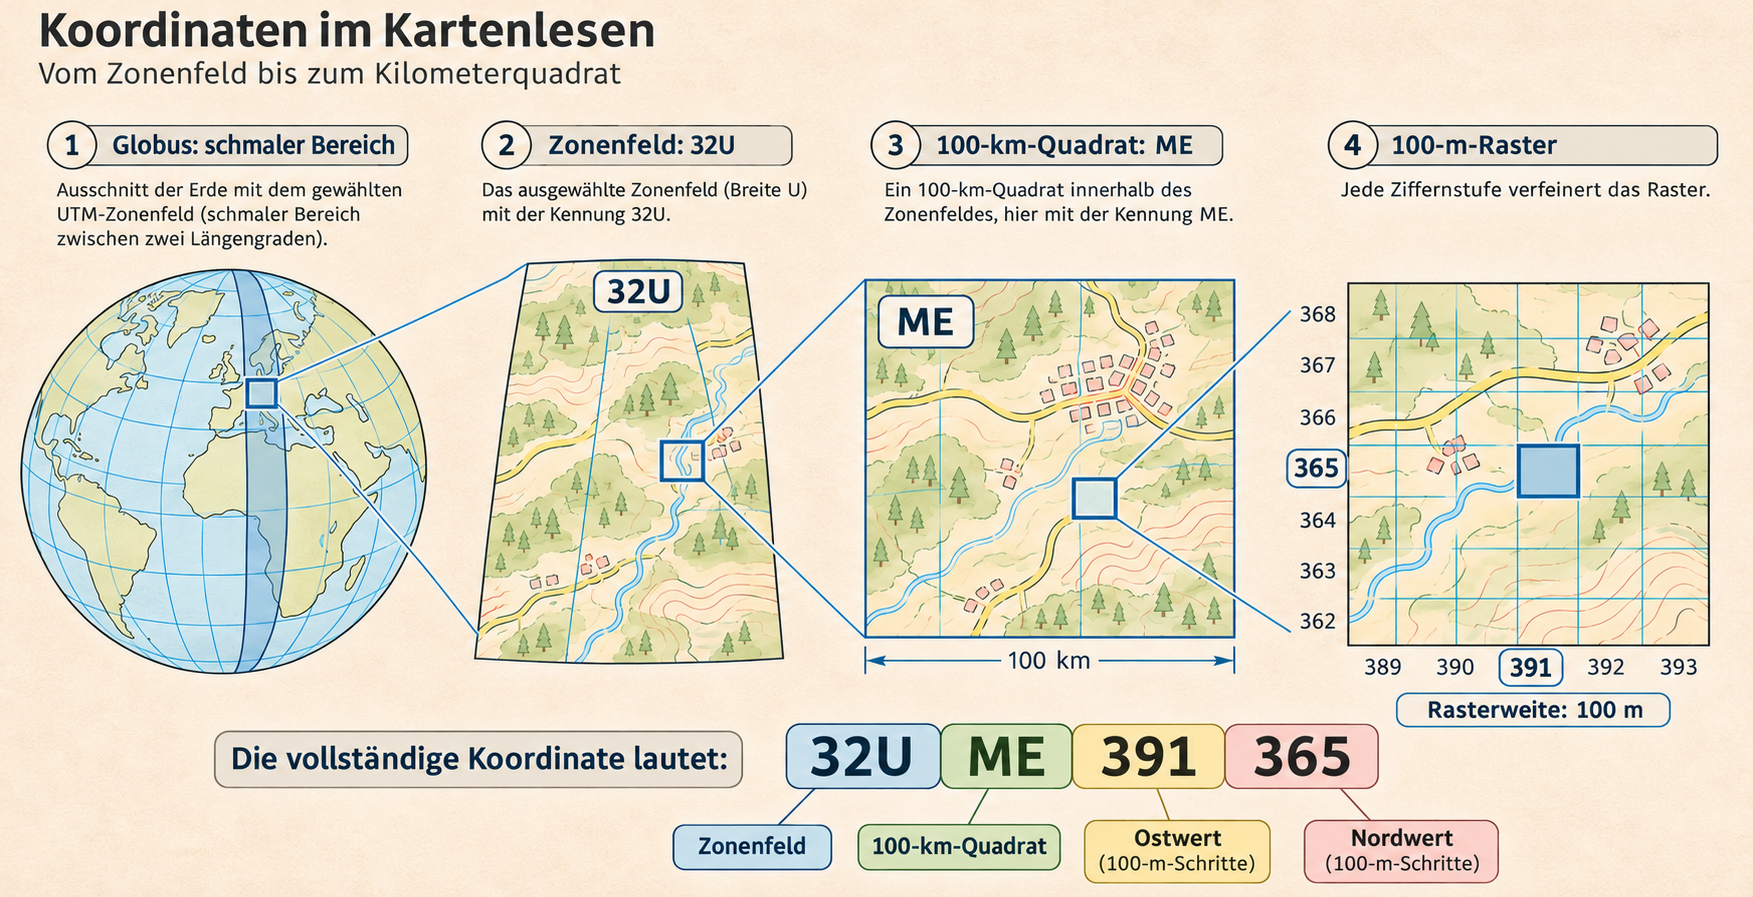 Koordinaten im Kartenlesen
Vom Zonenfeld bis zum Kilometerquadrat
1 Globus: schmaler Bereich
Ausschnitt der Erde mit dem gewählten
UTM-Zonenfeld (schmaler Bereich
zwischen zwei Längengraden).
2 Zonenfeld: 32U
Das ausgewählte Zonenfeld (Breite U)
mit der Kennung 32U.
32U
3 100-km-Quadrat: ME
Ein 100-km-Quadrat innerhalb des
Zonenfeldes, hier mit der Kennung ME.
ME
100 km
4 100-m-Raster
Jede Ziffernstufe verfeinert das Raster.
368
367
366
365
364
363
362
389 390 391 392 393
Rasterweite: 100 m
Die vollständige Koordinate lautet: 32U ME 391 365
Zonenfeld
100-km-Quadrat
Ostwert
(100-m-Schritte)
Nordwert
(100-m-Schritte)